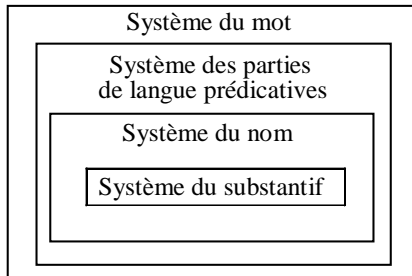 Système du mot
Système des parties
de langue prédicatives
Système du nom
Système du substantif